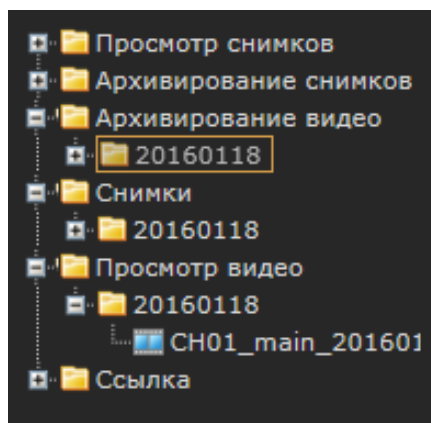 Просмотр снимков
Архивирование снимков
Архивирование видео
20160118
Снимки
20160118
Просмотр видео
20160118
CH01_main_201601
Ссылка